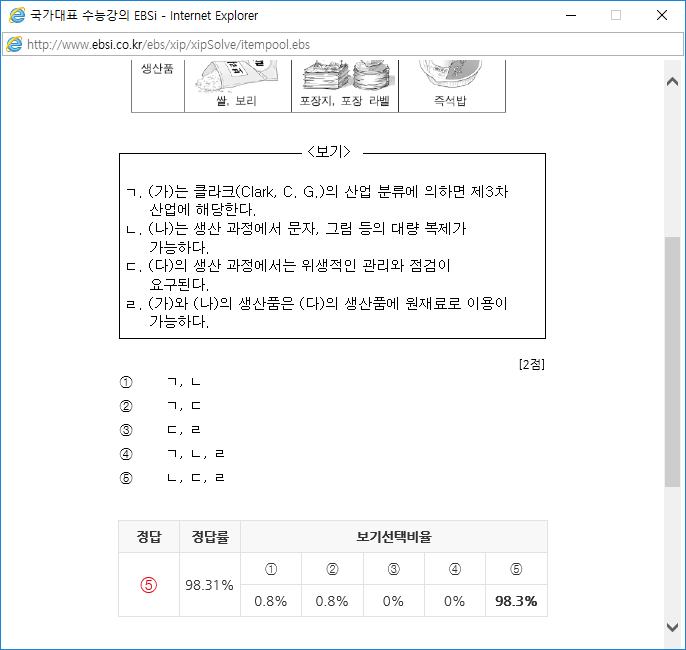 국가대표 수능강의 EBSi - Internet Explorer
http://www.ebsi.co.kr/ebs/xip/xipSolve/itempool.ebs
생산품
쌀, 보리
포장지, 포장 라벨
즉석밥
<보기>
ㄱ. (가)는 클라크(Clark, C. G.)의 산업 분류에 의하면 제3차
산업에 해당한다.
ㄴ. (나)는 생산 과정에서 문자, 그림 등의 대량 복제가
가능하다.
ㄷ. (다)의 생산 과정에서는 위생적인 관리와 점검이
요구된다.
ㄹ. (가)와 (나)의 생산품은 (다)의 생산품에 원재료로 이용이
가능하다.
[2점]
① ㄱ, ㄴ
② ㄱ, ㄷ
③ ㄷ, ㄹ
④ ㄱ, ㄴ, ㄹ
⑤ ㄴ, ㄷ, ㄹ
정답 정답률 보기선택비율
① ② ③ ④ ⑤
⑤ 98.31%
0.8% 0.8% 0% 0% 98.3%